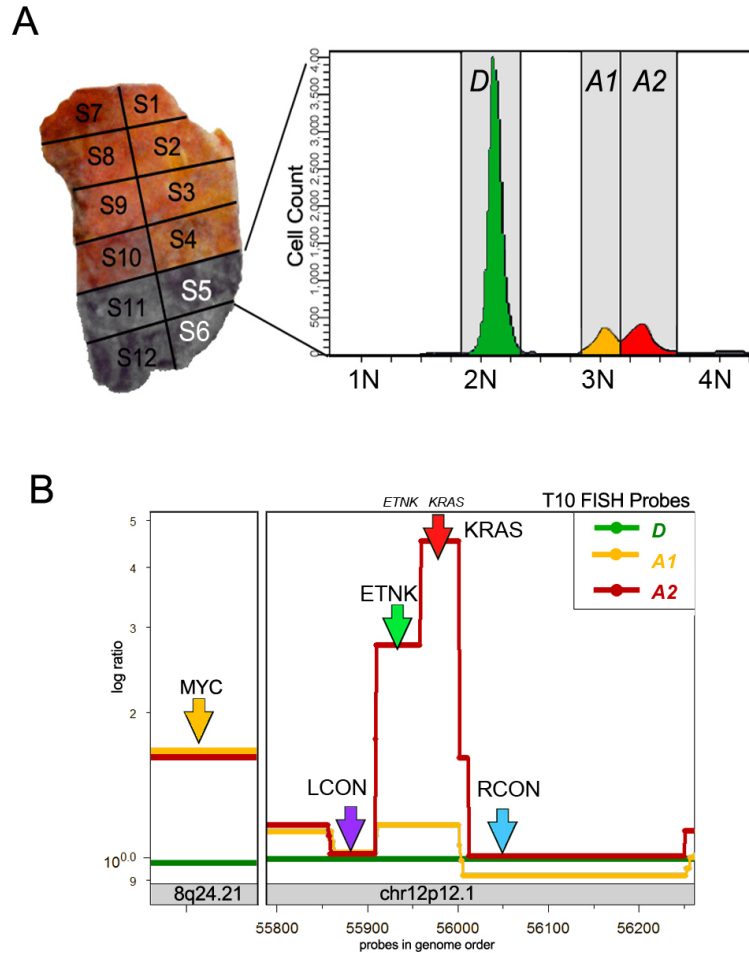 A
S7 S1
S8 S2
S9 S3
S10 S4
S11 S5
S12 S6
D A1 A2
Cell Count
4,00
3,500
3,000
2,500
2,000
1,500
1,000
500
0
1N 2N 3N 4N
B
ETNK KRAS
T10 FISH Probes
D
A1
A2
KRAS
ETNK
MYC
LCON
RCON
log ratio
5
4
3
2
10^0.0
9
8q24.21
chr12p12.1
55800 55900 56000 56100 56200
probes in genome order